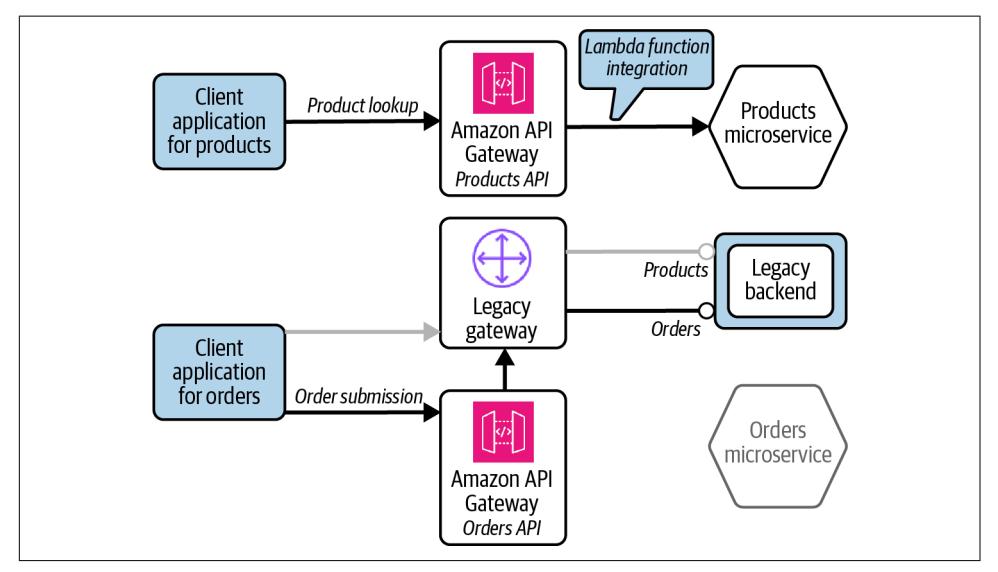 Client
application
for products
Product lookup
</>
Amazon API
Gateway
Products API
Lambda function
integration
Products
microservice
Legacy
gateway
Products
Orders
Legacy
backend
Client
application
for orders
Order submission
</>
Amazon API
Gateway
Orders API
Orders
microservice